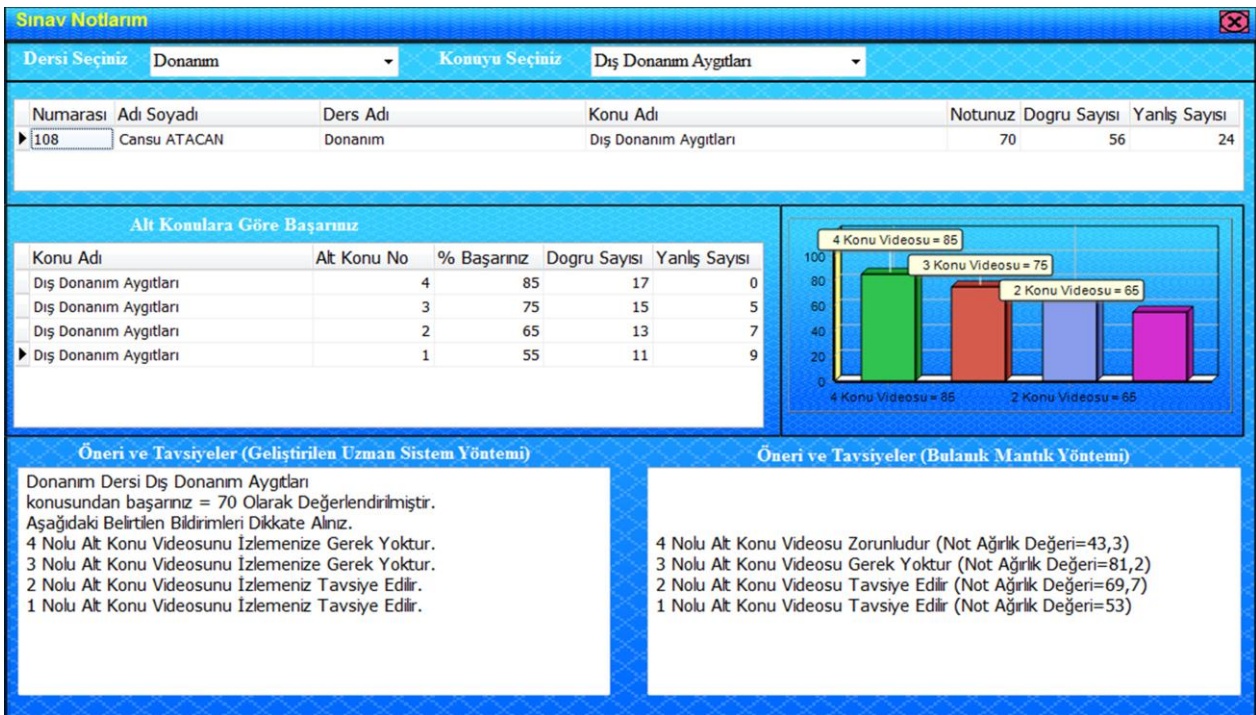 Sınav Notlarım
Dersi Seçiniz Donanım Konuyu Seçiniz Dış Donanım Aygıtları
Numarası Adı Soyadı Ders Adı Konu Adı Notunuz Dogru Sayısı Yanlış Sayısı
108 Cansu ATACAN Donanım Dış Donanım Aygıtları 70 56 24
Alt Konulara Göre Başarınız
Konu Adı Alt Konu No % Başarınız Dogru Sayısı Yanlış Sayısı
Dış Donanım Aygıtları 4 85 17 0
Dış Donanım Aygıtları 3 75 15 5
Dış Donanım Aygıtları 2 65 13 7
Dış Donanım Aygıtları 1 55 11 9
4 Konu Videosu = 85
3 Konu Videosu = 75
2 Konu Videosu = 65
100
80
60
40
20
0
4 Konu Videosu = 85 2 Konu Videosu = 65
Öneri ve Tavsiyeler (Geliştirilen Uzman Sistem Yöntemi)
Donanım Dersi Dış Donanım Aygıtları
konusundan başarınız = 70 Olarak Değerlendirilmiştir.
Aşağıdaki Belirtilen Bildirimleri Dikkate Alınız.
4 Nolu Alt Konu Videosunu İzlemenize Gerek Yoktur.
3 Nolu Alt Konu Videosunu İzlemenize Gerek Yoktur.
2 Nolu Alt Konu Videosunu İzlemeniz Tavsiye Edilir.
1 Nolu Alt Konu Videosunu İzlemeniz Tavsiye Edilir.
Öneri ve Tavsiyeler (Bulanık Mantık Yöntemi)
4 Nolu Alt Konu Videosu Zorunludur (Not Ağırlık Değeri=43,3)
3 Nolu Alt Konu Videosu Gerek Yoktur (Not Ağırlık Değeri=81,2)
2 Nolu Alt Konu Videosu Tavsiye Edilir (Not Ağırlık Değeri=69,7)
1 Nolu Alt Konu Videosu Tavsiye Edilir (Not Ağırlık Değeri=53)